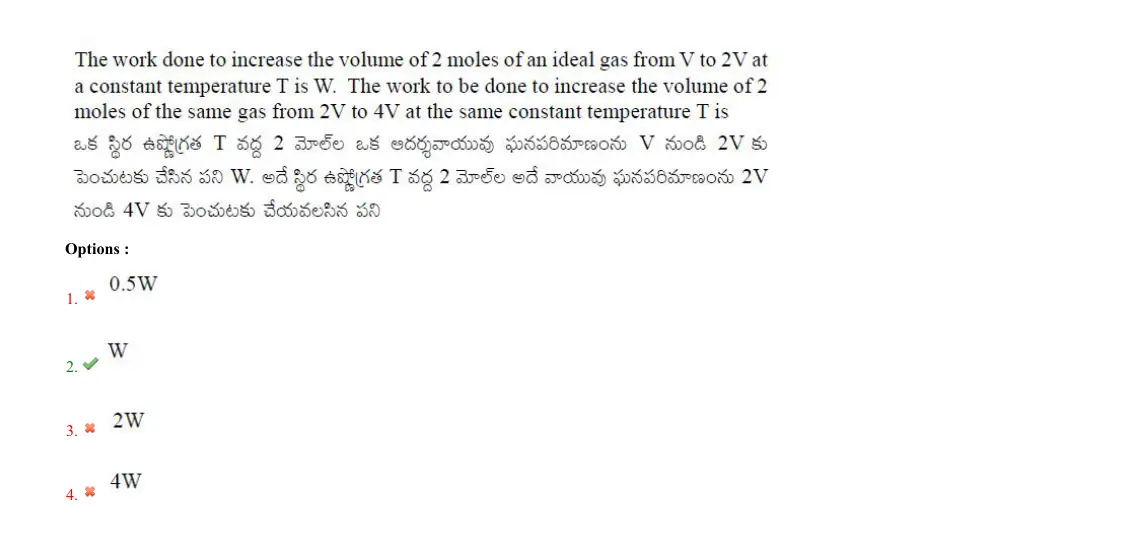 The work done to increase the volume of 2 moles of an ideal gas from V to 2V at
a constant temperature T is W. The work to be done to increase the volume of 2
moles of the same gas from 2V to 4V at the same constant temperature T is
ఒక స్థిర ఉష్ణోగ్రత T వద్ద 2 మోల్‌ల ఒక ఆదర్శవాయువు ఘనపరిమాణంను V నుండి 2V కు
పెంచుటకు చేసిన పని W. అదే స్థిర ఉష్ణోగ్రత T వద్ద 2 మోల్‌ల అదే వాయువు ఘనపరిమాణంను 2V
నుండి 4V కు పెంచుటకు చేయవలసిన పని
Options :
1. 0.5W
2. W
3. 2W
4. 4W